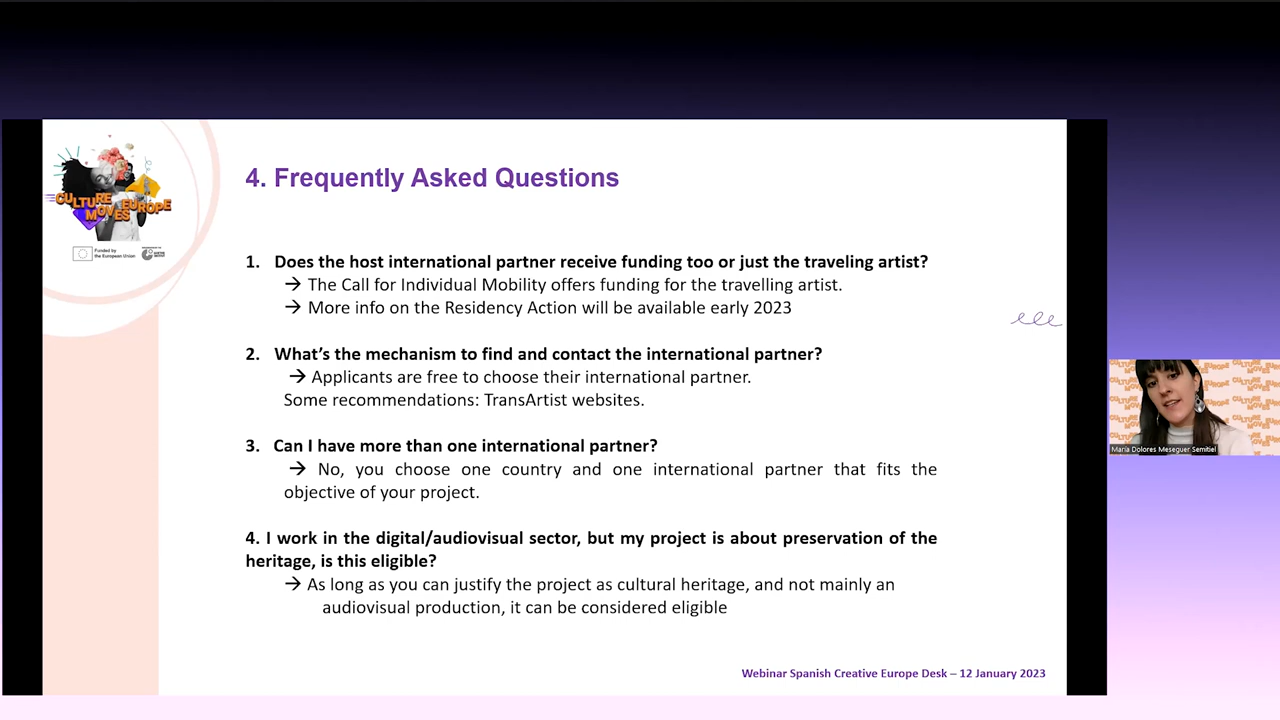 CULTURE
MOVES EUROPE
Funded by
the European Union
4. Frequently Asked Questions
1. Does the host international partner receive funding too or just the traveling artist?
→ The Call for Individual Mobility offers funding for the travelling artist.
→ More info on the Residency Action will be available early 2023
2. What’s the mechanism to find and contact the international partner?
→ Applicants are free to choose their international partner.
Some recommendations: TransArtist websites.
3. Can I have more than one international partner?
→ No, you choose one country and one international partner that fits the
objective of your project.
4. I work in the digital/audiovisual sector, but my project is about preservation of the
heritage, is this eligible?
→ As long as you can justify the project as cultural heritage, and not mainly an
audiovisual production, it can be considered eligible
Webinar Spanish Creative Europe Desk – 12 January 2023
María Dolores Meseguer Semitiel